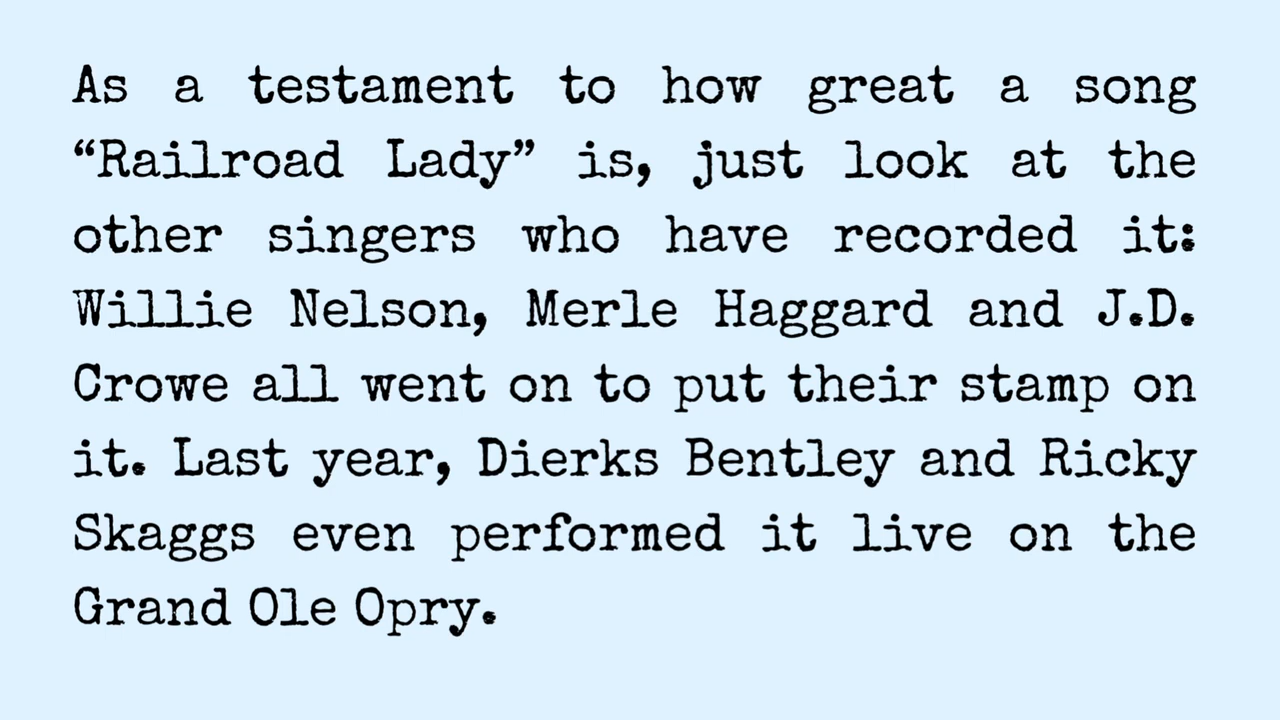 As a testament to how great a song
“Railroad Lady” is, just look at the
other singers who have recorded it:
Willie Nelson, Merle Haggard and J.D.
Crowe all went on to put their stamp on
it. Last year, Dierks Bentley and Ricky
Skaggs even performed it live on the
Grand Ole Opry.